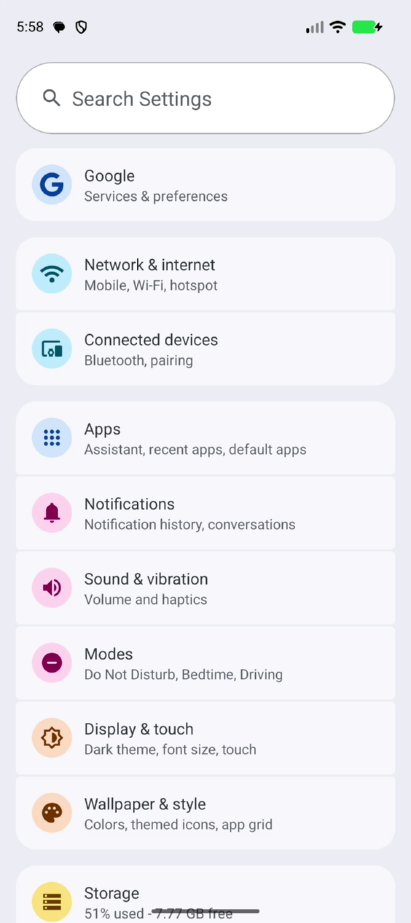 5:58
Search Settings
Google
Services & preferences
Network & internet
Mobile, Wi-Fi, hotspot
Connected devices
Bluetooth, pairing
Apps
Assistant, recent apps, default apps
Notifications
Notification history, conversations
Sound & vibration
Volume and haptics
Modes
Do Not Disturb, Bedtime, Driving
Display & touch
Dark theme, font size, touch
Wallpaper & style
Colors, themed icons, app grid
Storage
51% used - 7.77 GB free